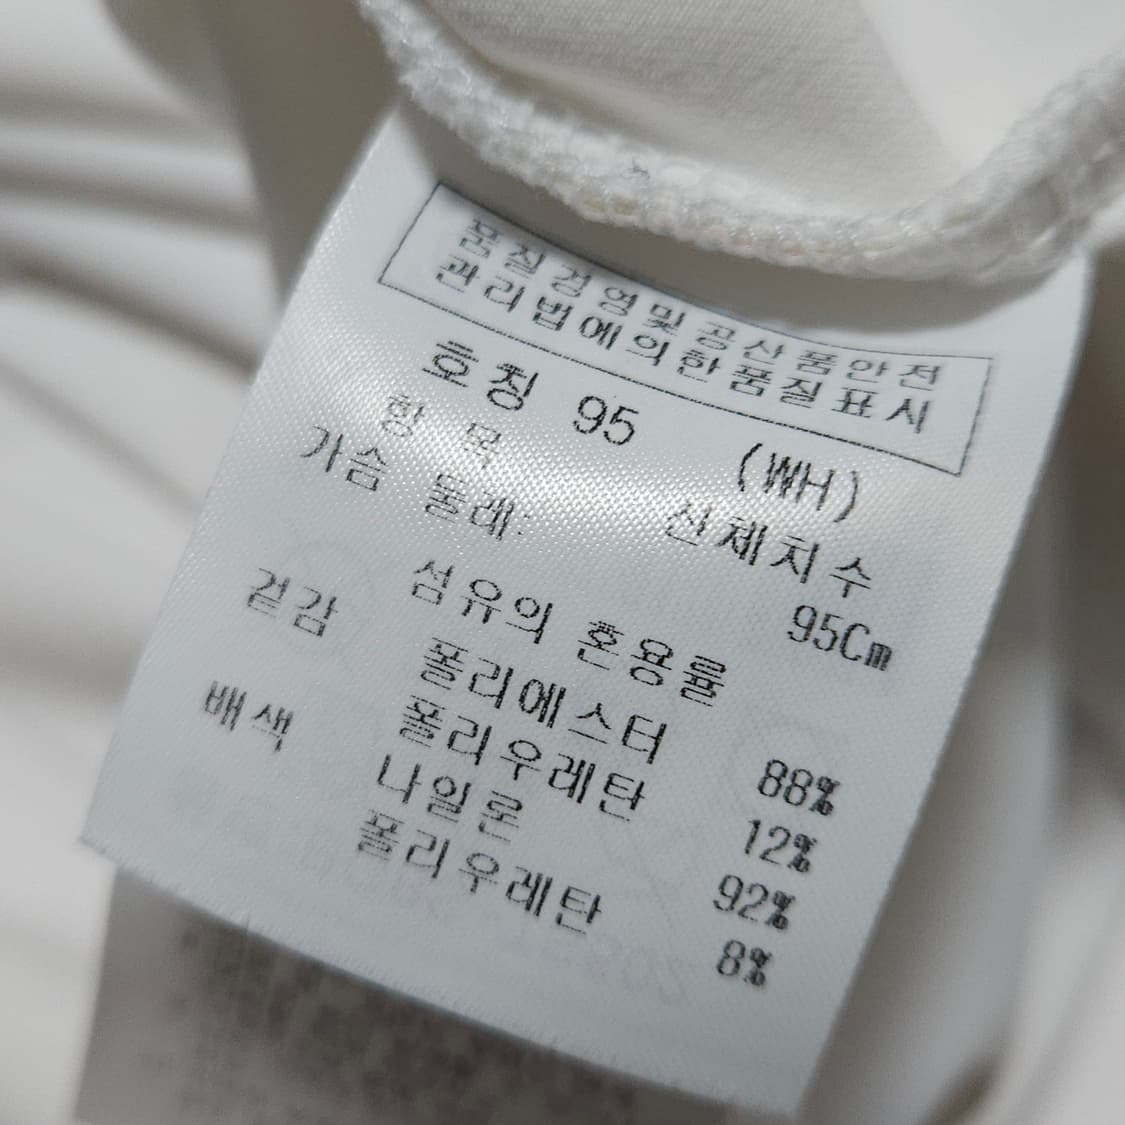 품질경영및 공산품안전
관리법에의한품질표시
호칭 95 (WH)
항 목 신체치수
가슴 둘레: 95Cm
섬유의 혼용률
겉감 폴리에스터 88%
폴리우레탄 12%
배색 나일론 92%
폴리우레탄 8%